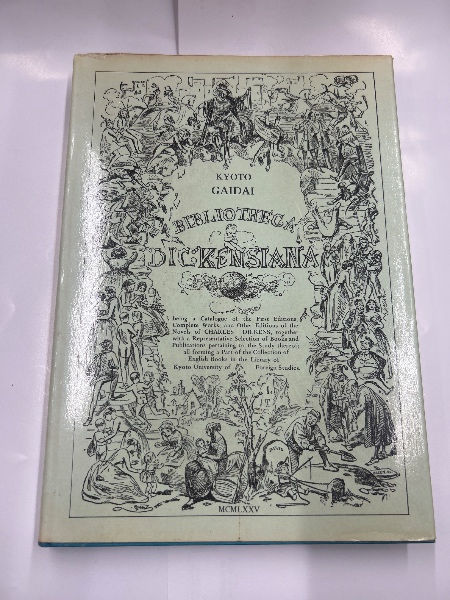 KYOTO
GAIDAI
BIBLIOTHECA
DICKENSIANA
being a Catalogue of the First Editions,
Complete Works, and Other Editions of the
Novels of CHARLES DICKENS, together
with a Representative Selection of Books and
Publications pertaining to the Study thereof;
all forming a Part of the Collection of
English Books in the Library of
Kyoto University of Foreign Studies.
MCMLXXV